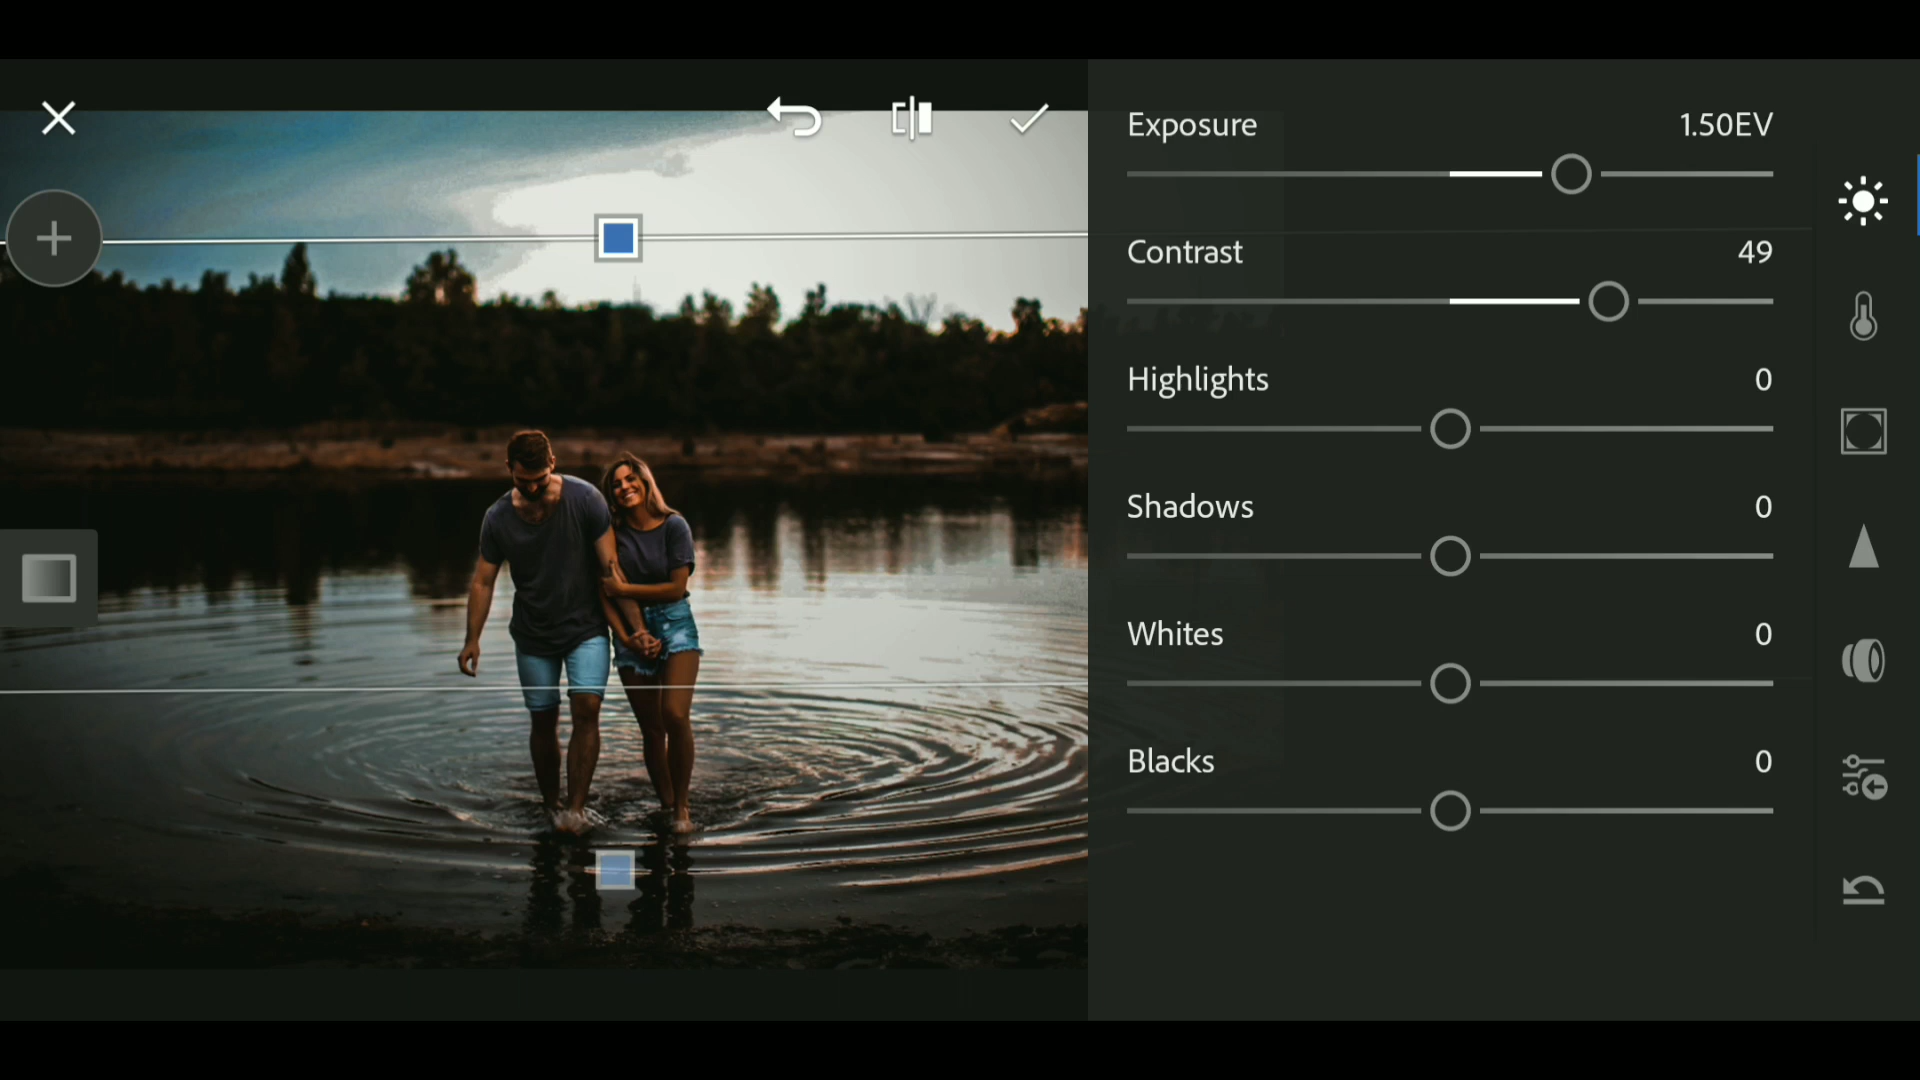 Exposure 1.50EV
Contrast 49
Highlights 0
Shadows 0
Whites 0
Blacks 0